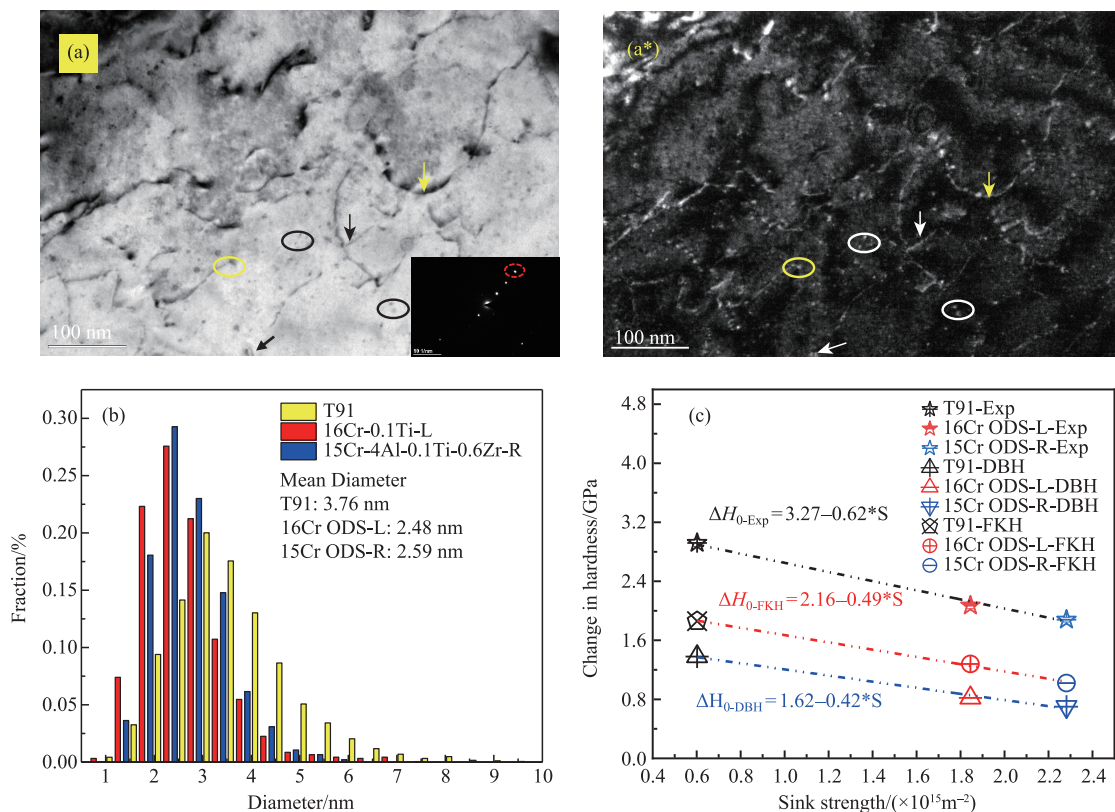 (a)
100 nm
(a*)
100 nm
(b)
T91
16Cr-0.1Ti-L
15Cr-4Al-0.1Ti-0.6Zr-R
Mean Diameter
T91: 3.76 nm
16Cr ODS-L: 2.48 nm
15Cr ODS-R: 2.59 nm
Fraction/%
0.30
0.25
0.20
0.15
0.10
0.05
0.00
1 2 3 4 5 6 7 8 9 10
Diameter/nm
(c)
T91-Exp
16Cr ODS-L-Exp
15Cr ODS-R-Exp
T91-DBH
16Cr ODS-L-DBH
15Cr ODS-R-DBH
T91-FKH
16Cr ODS-L-FKH
15Cr ODS-R-FKH
ΔH0-Exp=3.27–0.62*S
ΔH0-FKH=2.16–0.49*S
ΔH0-DBH=1.62–0.42*S
Change in hardness/GPa
4.8
4.0
3.2
2.4
1.6
0.8
0.0
0.4 0.6 0.8 1.0 1.2 1.4 1.6 1.8 2.0 2.2 2.4
Sink strength/(×10¹⁵m⁻²)